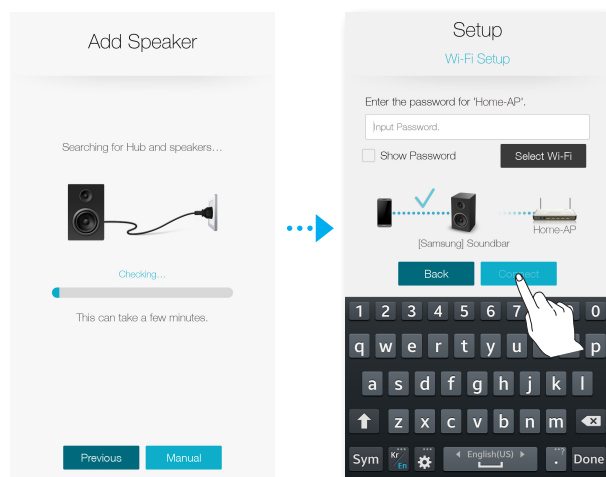 Add Speaker
Searching for Hub and speakers...
Checking...
This can take a few minutes.
Previous
Manual
Setup
Wi-Fi Setup
Enter the password for 'Home-AP'.
Input Password.
Show Password
Select Wi-Fi
Home-AP
[Samsung] Soundbar
Back
Connect
1 2 3 4 5 6 7 0
q w e r t y u p
a s d f g h j k l
z x c v b n m
Sym Kr/En English(US) . ,,? Done